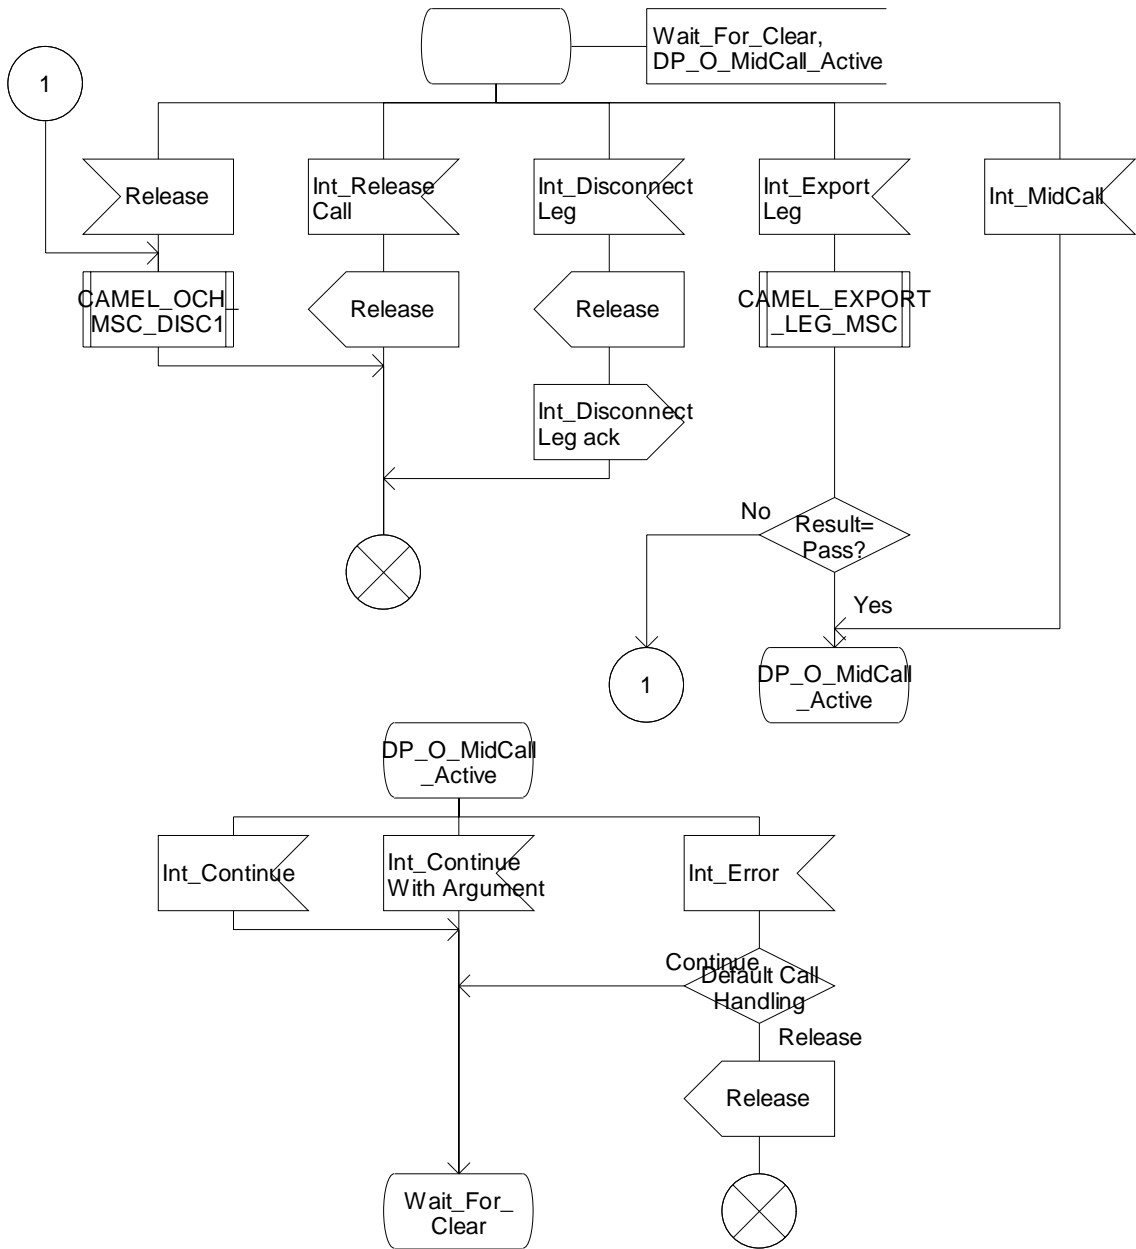 Wait_For_Clear,
DP_O_MidCall_Active
1
Release
Int_Release
Call
Int_Disconnect
Leg
Int_Export
Leg
Int_MidCall
CAMEL_OCH_
MSC_DISC1
Release
Release
CAMEL_EXPORT
_LEG_MSC
Int_Disconnect
Leg ack
No
Result=
Pass?
Yes
1
DP_O_MidCall
_Active
DP_O_MidCall
_Active
Int_Continue
Int_Continue
With Argument
Int_Error
Continue
Default Call
Handling
Release
Release
Wait_For_
Clear